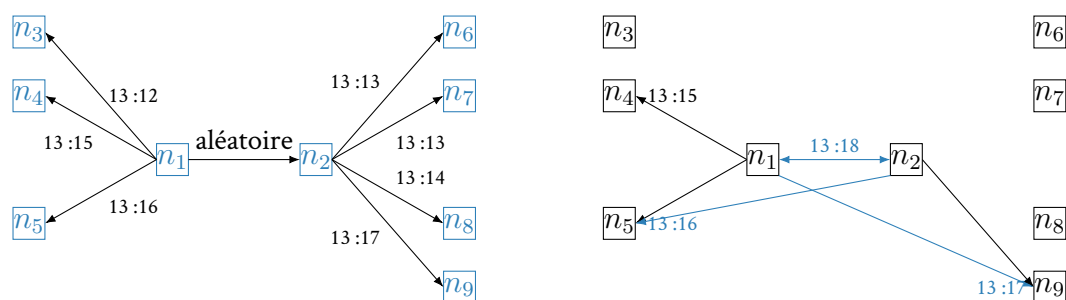 n3
n4
n5
13 :12
13 :15
13 :16
n1
aléatoire
n2
13 :13
13 :13
13 :14
13 :17
n6
n7
n8
n9
n3
n4
13 :15
n5
13 :16
n1
13 :18
n2
n6
n7
n8
13 :17
n9